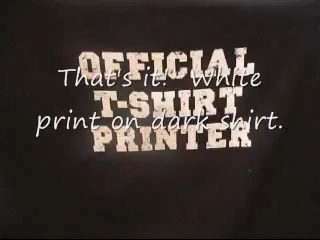 OFFICIAL
That's it! White
T-SHIRT
print on dark shirt.
PRINTER